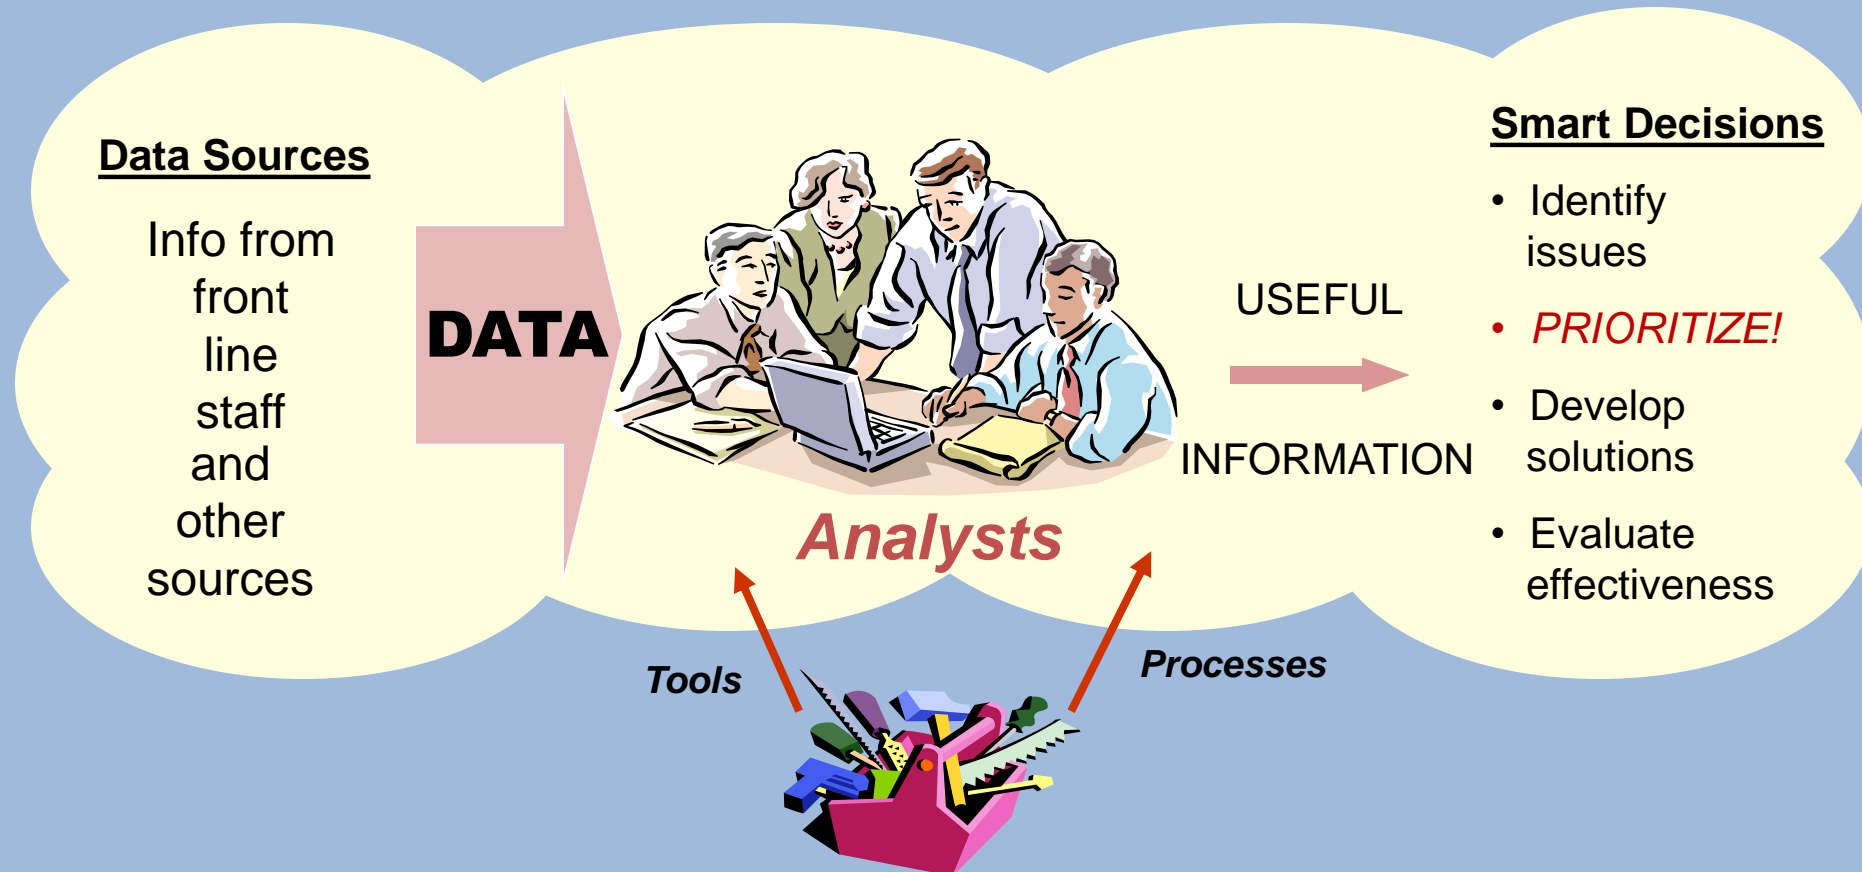 Data Sources
Info from
front
line
staff
and
other
sources
DATA
Analysts
Tools
Processes
USEFUL
INFORMATION
Smart Decisions
• Identify
issues
• PRIORITIZE!
• Develop
solutions
• Evaluate
effectiveness